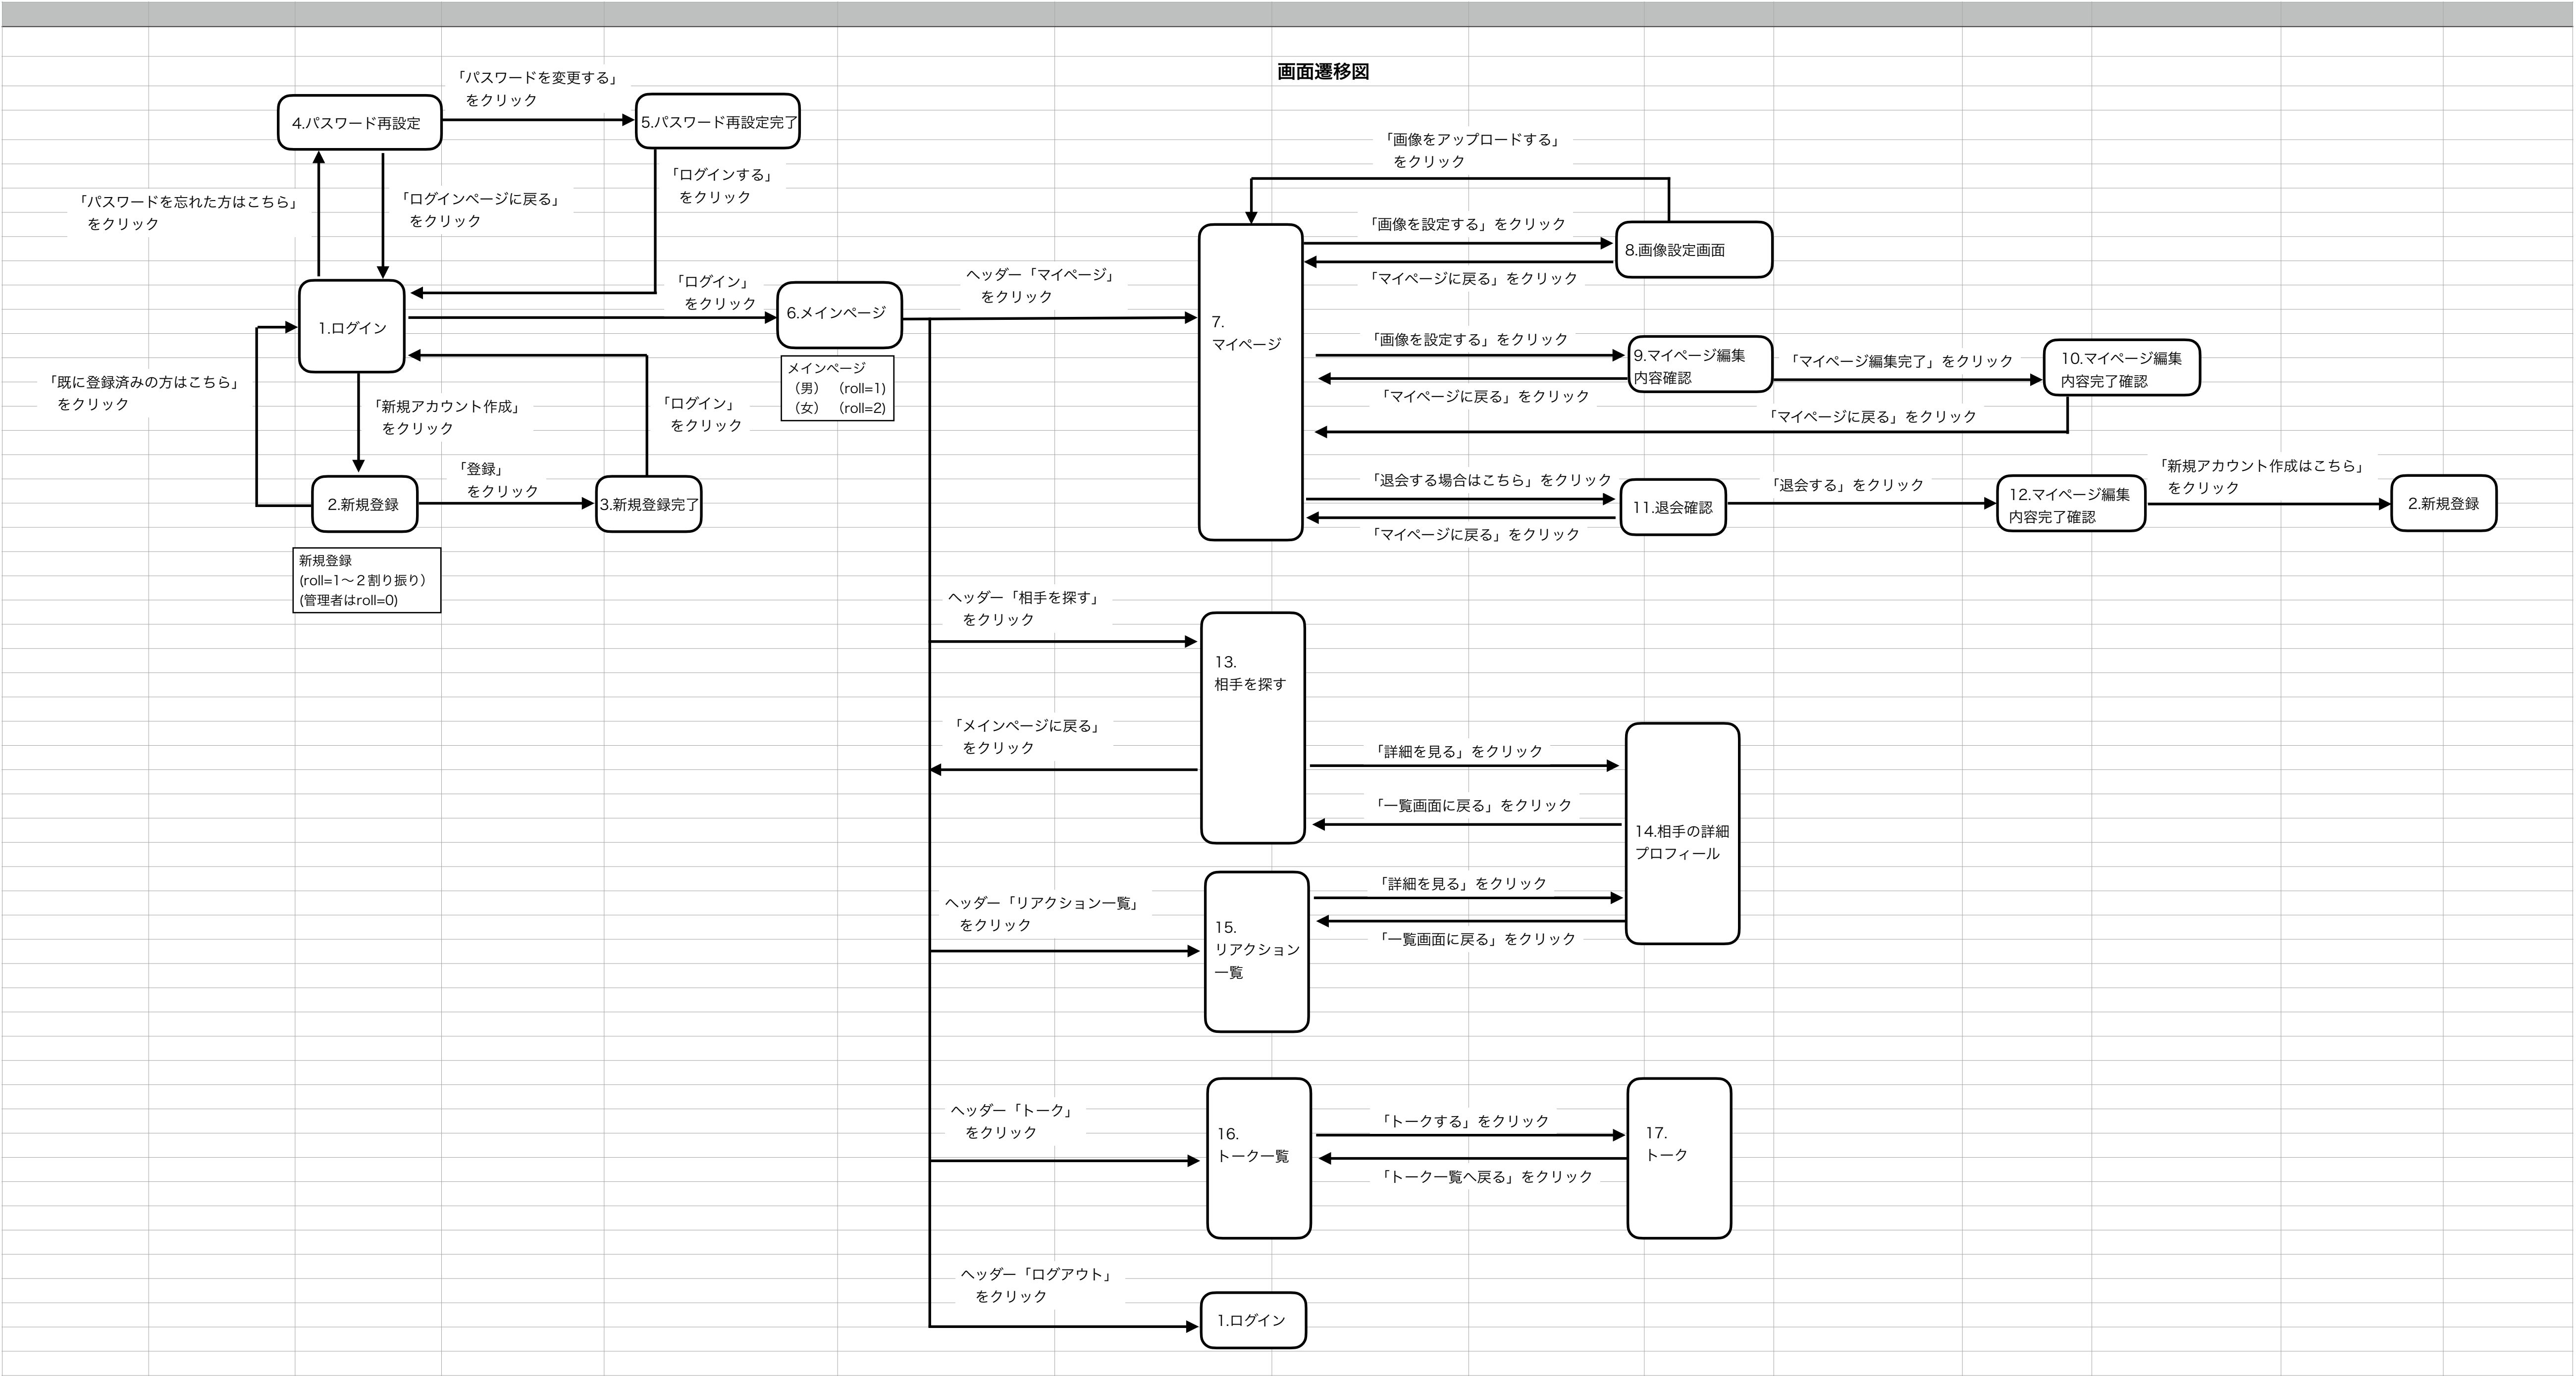 画面遷移図
「パスワードを変更する」
をクリック
4.パスワード再設定
5.パスワード再設定完了
「パスワードを忘れた方はこちら」
をクリック
「ログインページに戻る」
をクリック
「ログインする」
をクリック
1.ログイン
「ログイン」
をクリック
6.メインページ
メインページ
（男）（roll=1)
（女）（roll=2)
「既に登録済みの方はこちら」
をクリック
「新規アカウント作成」
をクリック
「ログイン」
をクリック
2.新規登録
「登録」
をクリック
3.新規登録完了
新規登録
(roll=1〜２割り振り）
(管理者はroll=0)
ヘッダー「マイページ」
をクリック
7.
マイページ
「画像をアップロードする」
をクリック
「画像を設定する」をクリック
8.画像設定画面
「マイページに戻る」をクリック
「画像を設定する」をクリック
9.マイページ編集
内容確認
「マイページに戻る」をクリック
「マイページ編集完了」をクリック
10.マイページ編集
内容完了確認
「マイページに戻る」をクリック
「退会する場合はこちら」をクリック
11.退会確認
「マイページに戻る」をクリック
「退会する」をクリック
12.マイページ編集
内容完了確認
「新規アカウント作成はこちら」
をクリック
2.新規登録
ヘッダー「相手を探す」
をクリック
13.
相手を探す
「メインページに戻る」
をクリック
「詳細を見る」をクリック
「一覧画面に戻る」をクリック
14.相手の詳細
プロフィール
ヘッダー「リアクション一覧」
をクリック
15.
リアクション
一覧
「詳細を見る」をクリック
「一覧画面に戻る」をクリック
ヘッダー「トーク」
をクリック
16.
トーク一覧
「トークする」をクリック
「トーク一覧へ戻る」をクリック
17.
トーク
ヘッダー「ログアウト」
をクリック
1.ログイン